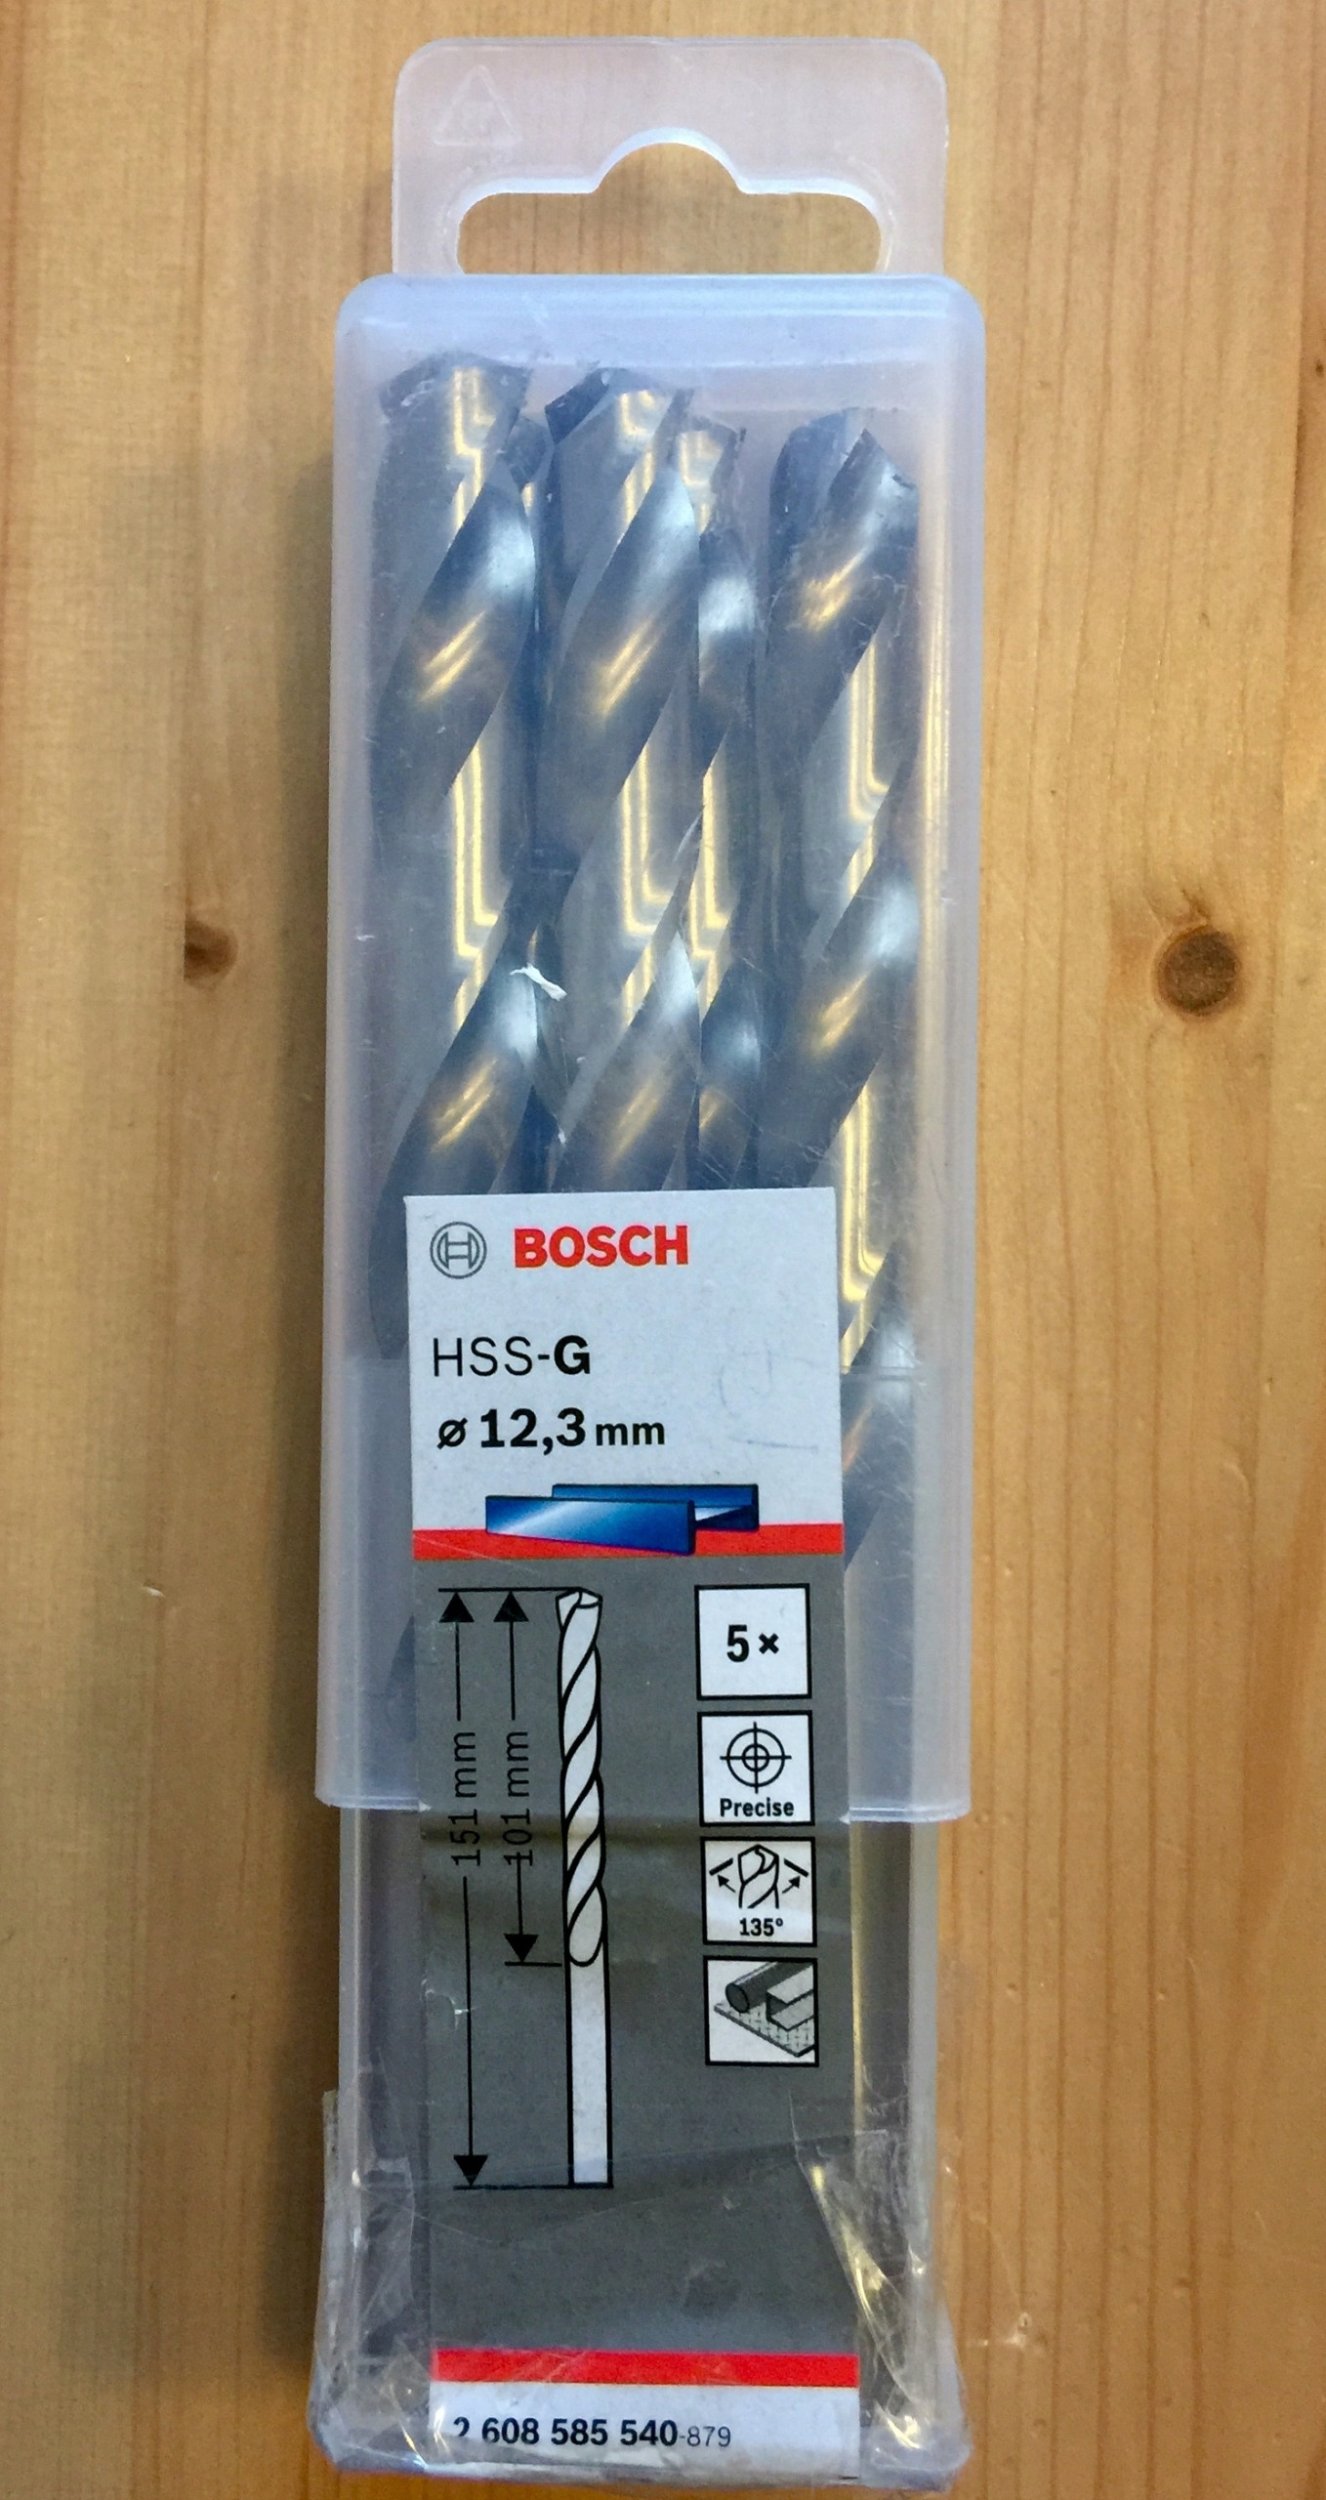 BOSCH
HSS-G
ø 12,3 mm
5 ×
151 mm
101 mm
Precise
135°
2 608 585 540-879